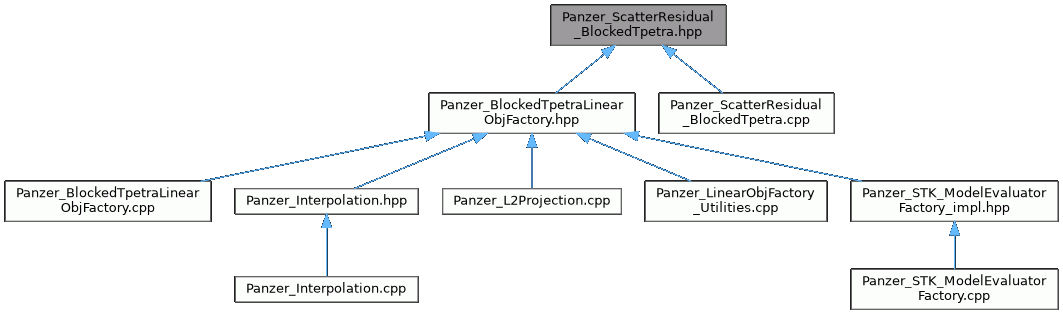 Panzer_ScatterResidual
_BlockedTpetra.hpp
Panzer_BlockedTpetraLinear
ObjFactory.hpp
Panzer_ScatterResidual
_BlockedTpetra.cpp
Panzer_BlockedTpetraLinear
ObjFactory.cpp
Panzer_Interpolation.hpp
Panzer_L2Projection.cpp
Panzer_LinearObjFactory
_Utilities.cpp
Panzer_STK_ModelEvaluator
Factory_impl.hpp
Panzer_Interpolation.cpp
Panzer_STK_ModelEvaluator
Factory.cpp